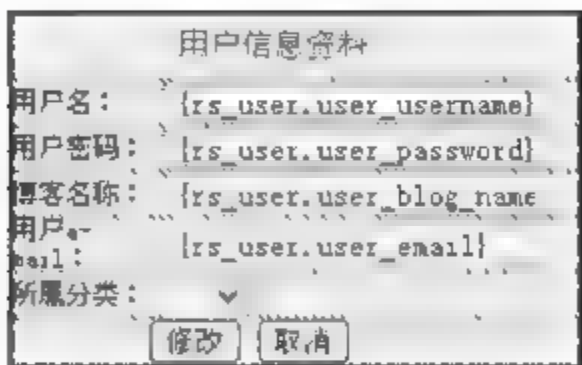 用户信息资料
用户名： {rs_user.user_username}
用户密码： {rs_user.user_password}
博客名称： {rs_user.user_blog_name
用户e-
mail： {rs_user.user_email}
所属分类：
修改 取消